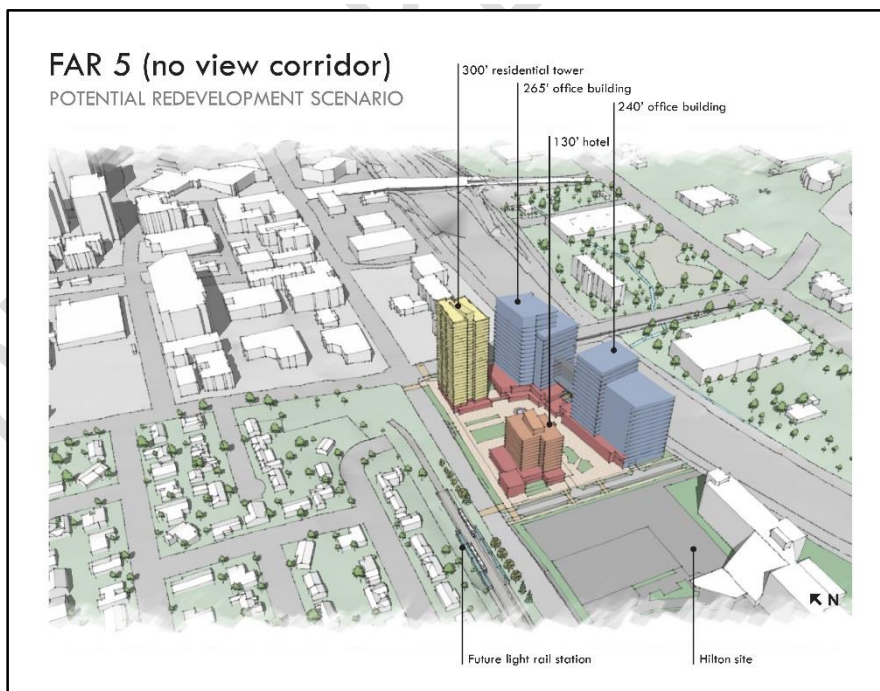 FAR 5 (no view corridor)
POTENTIAL REDEVELOPMENT SCENARIO
300' residential tower
265' office building
240' office building
130' hotel
N
Future light rail station
Hilton site